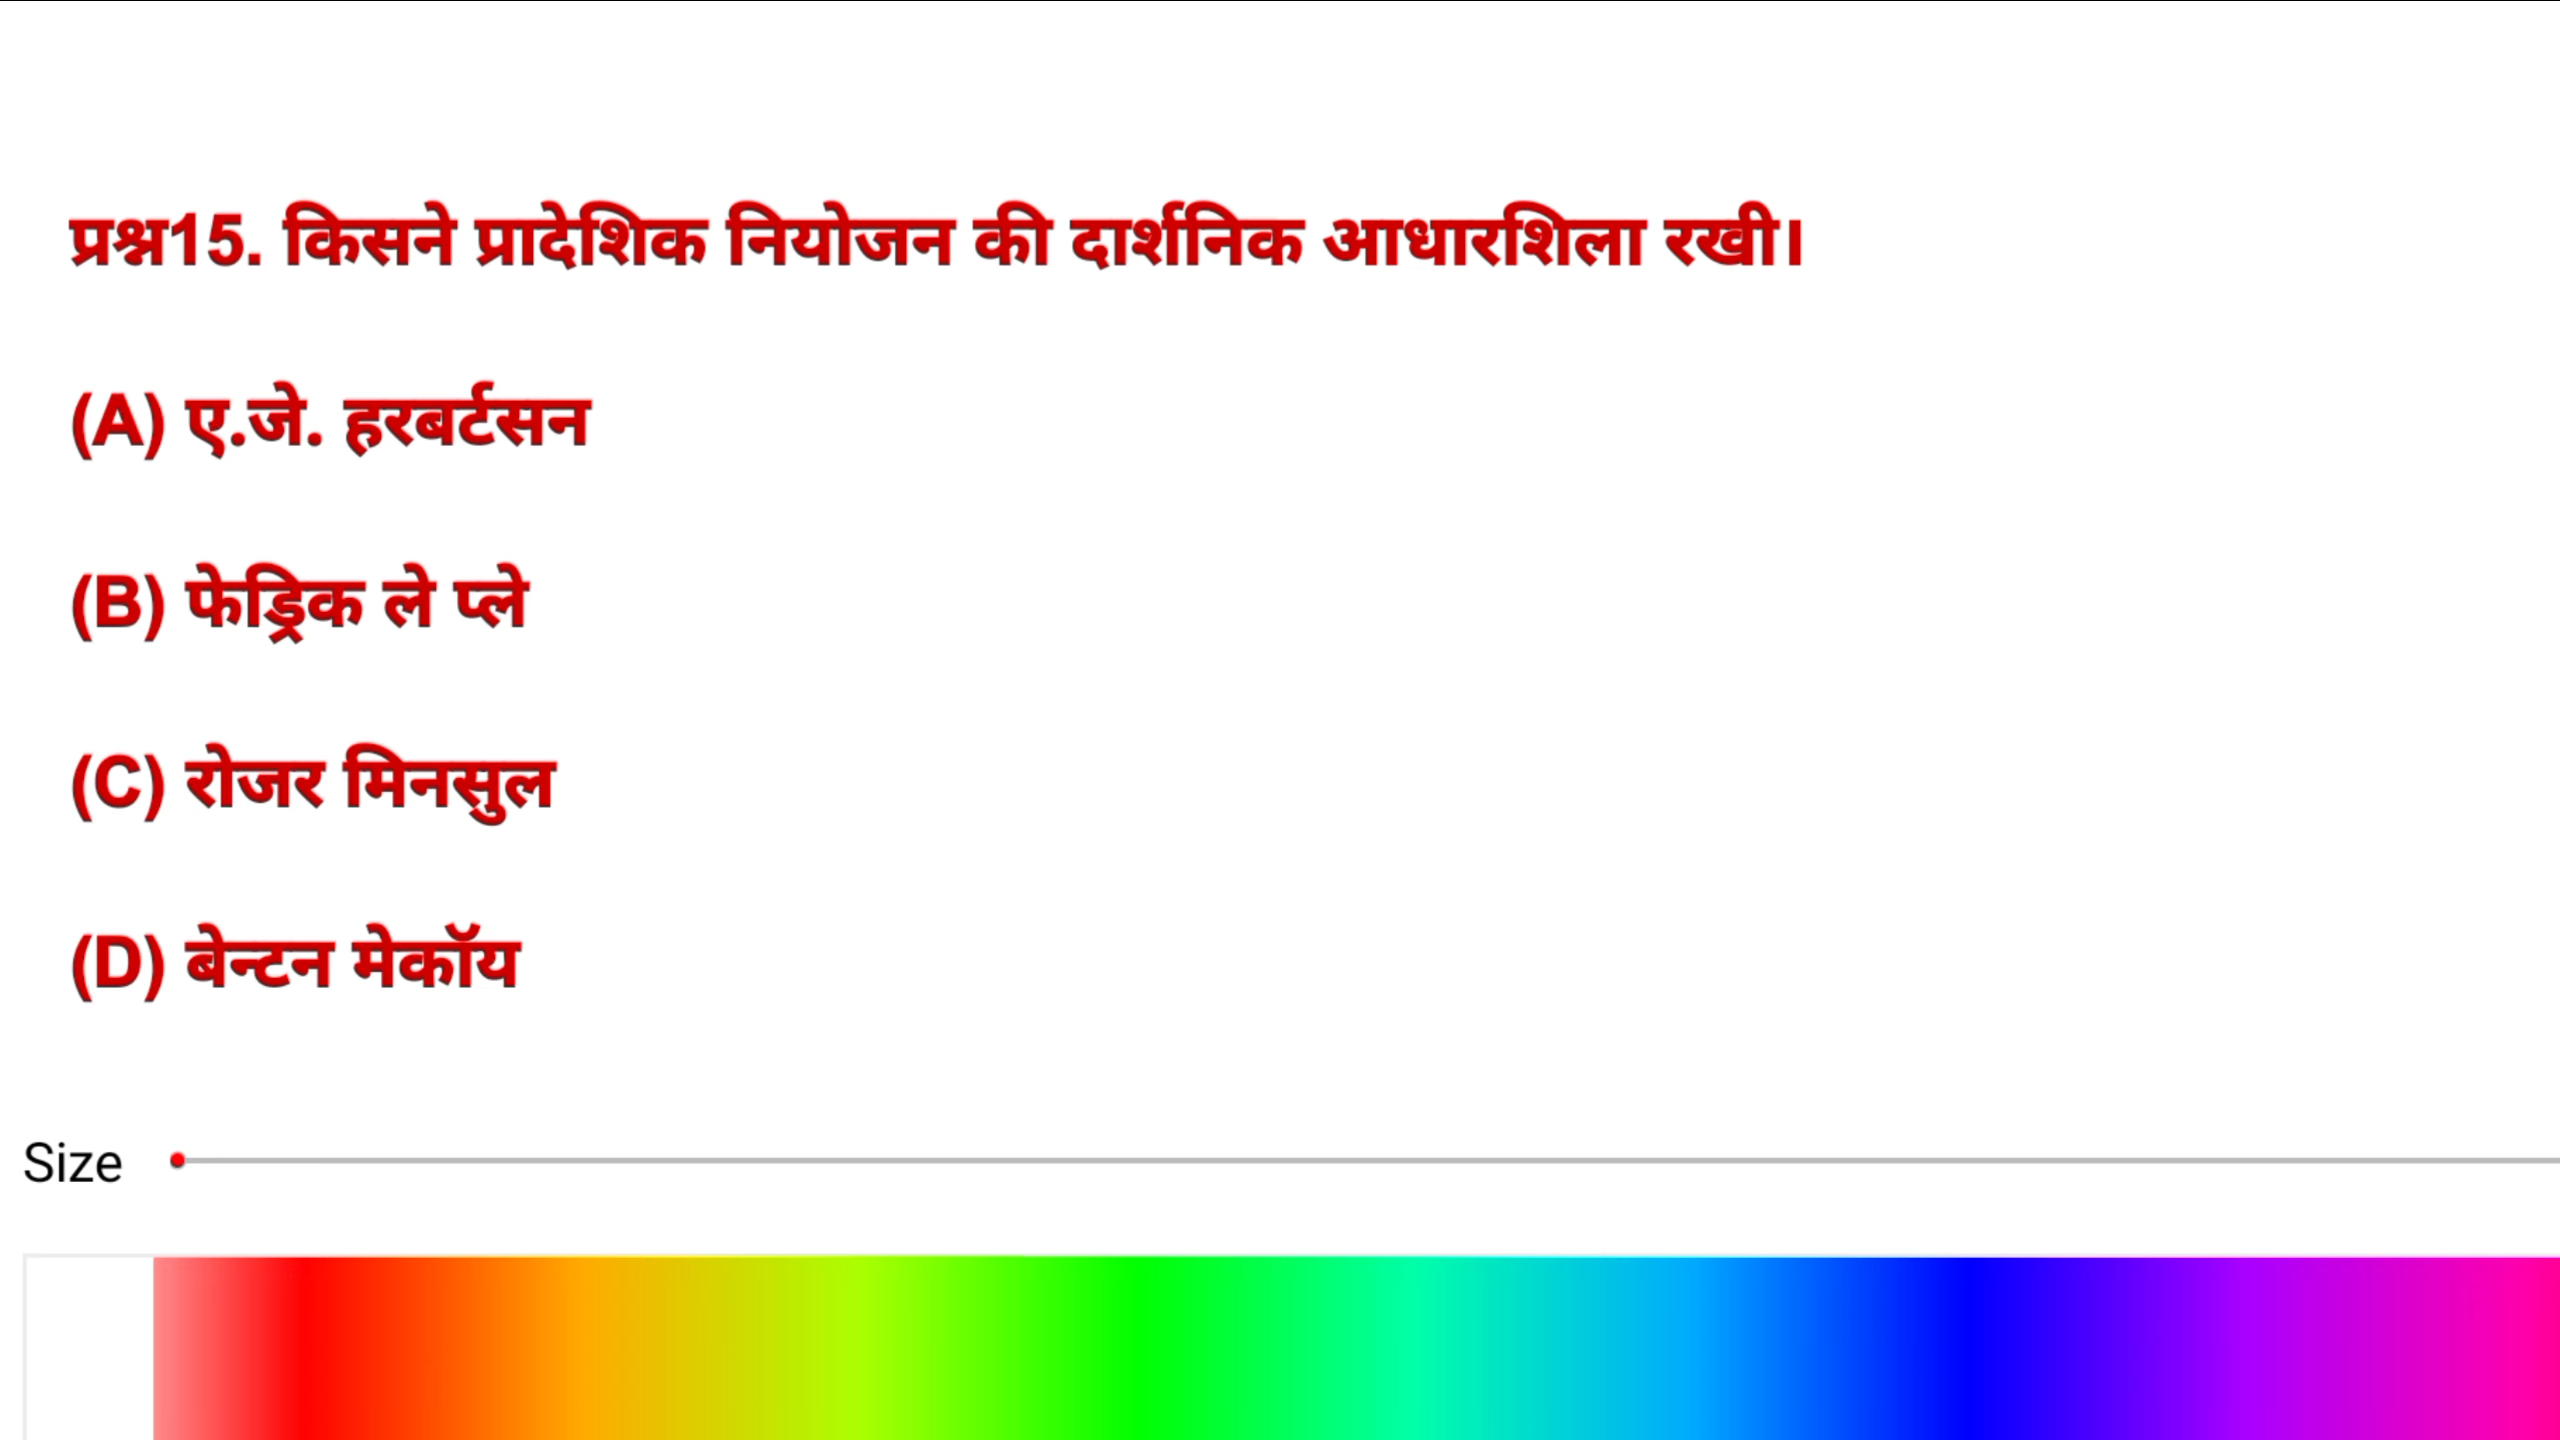 प्रश्न15. किसने प्रादेशिक नियोजन की दार्शनिक आधारशिला रखी।
(A) ए.जे. हरबर्टसन
(B) फेड्रिक ले प्ले
(C) रोजर मिनसुल
(D) बेन्टन मेकॉय
Size